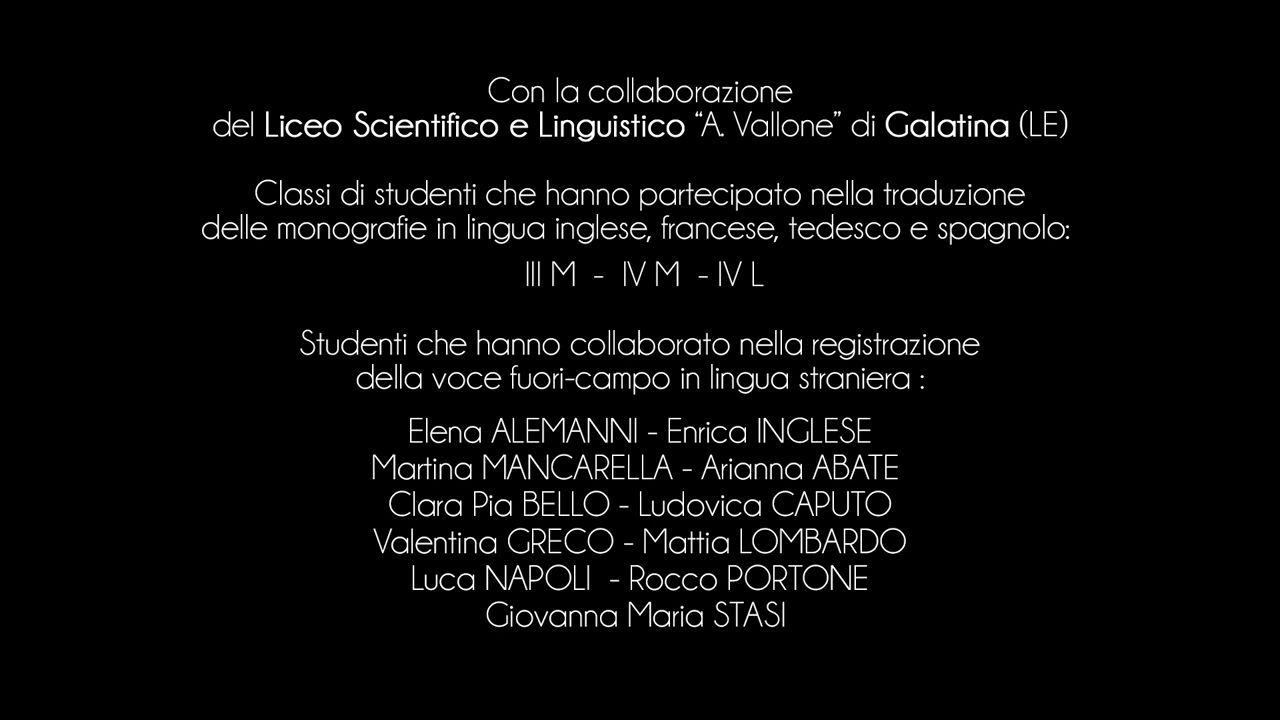 Con la collaborazione
del Liceo Scientifico e Linguistico “A. Vallone” di Galatina (LE)
Classi di studenti che hanno partecipato nella traduzione
delle monografie in lingua inglese, francese, tedesco e spagnolo:
III M - IV M - IV L
Studenti che hanno collaborato nella registrazione
della voce fuori-campo in lingua straniera :
Elena ALEMANNI - Enrica INGLESE
Martina MANCARELLA - Arianna ABATE
Clara Pia BELLO - Ludovica CAPUTO
Valentina GRECO - Mattia LOMBARDO
Luca NAPOLI - Rocco PORTONE
Giovanna Maria STASI